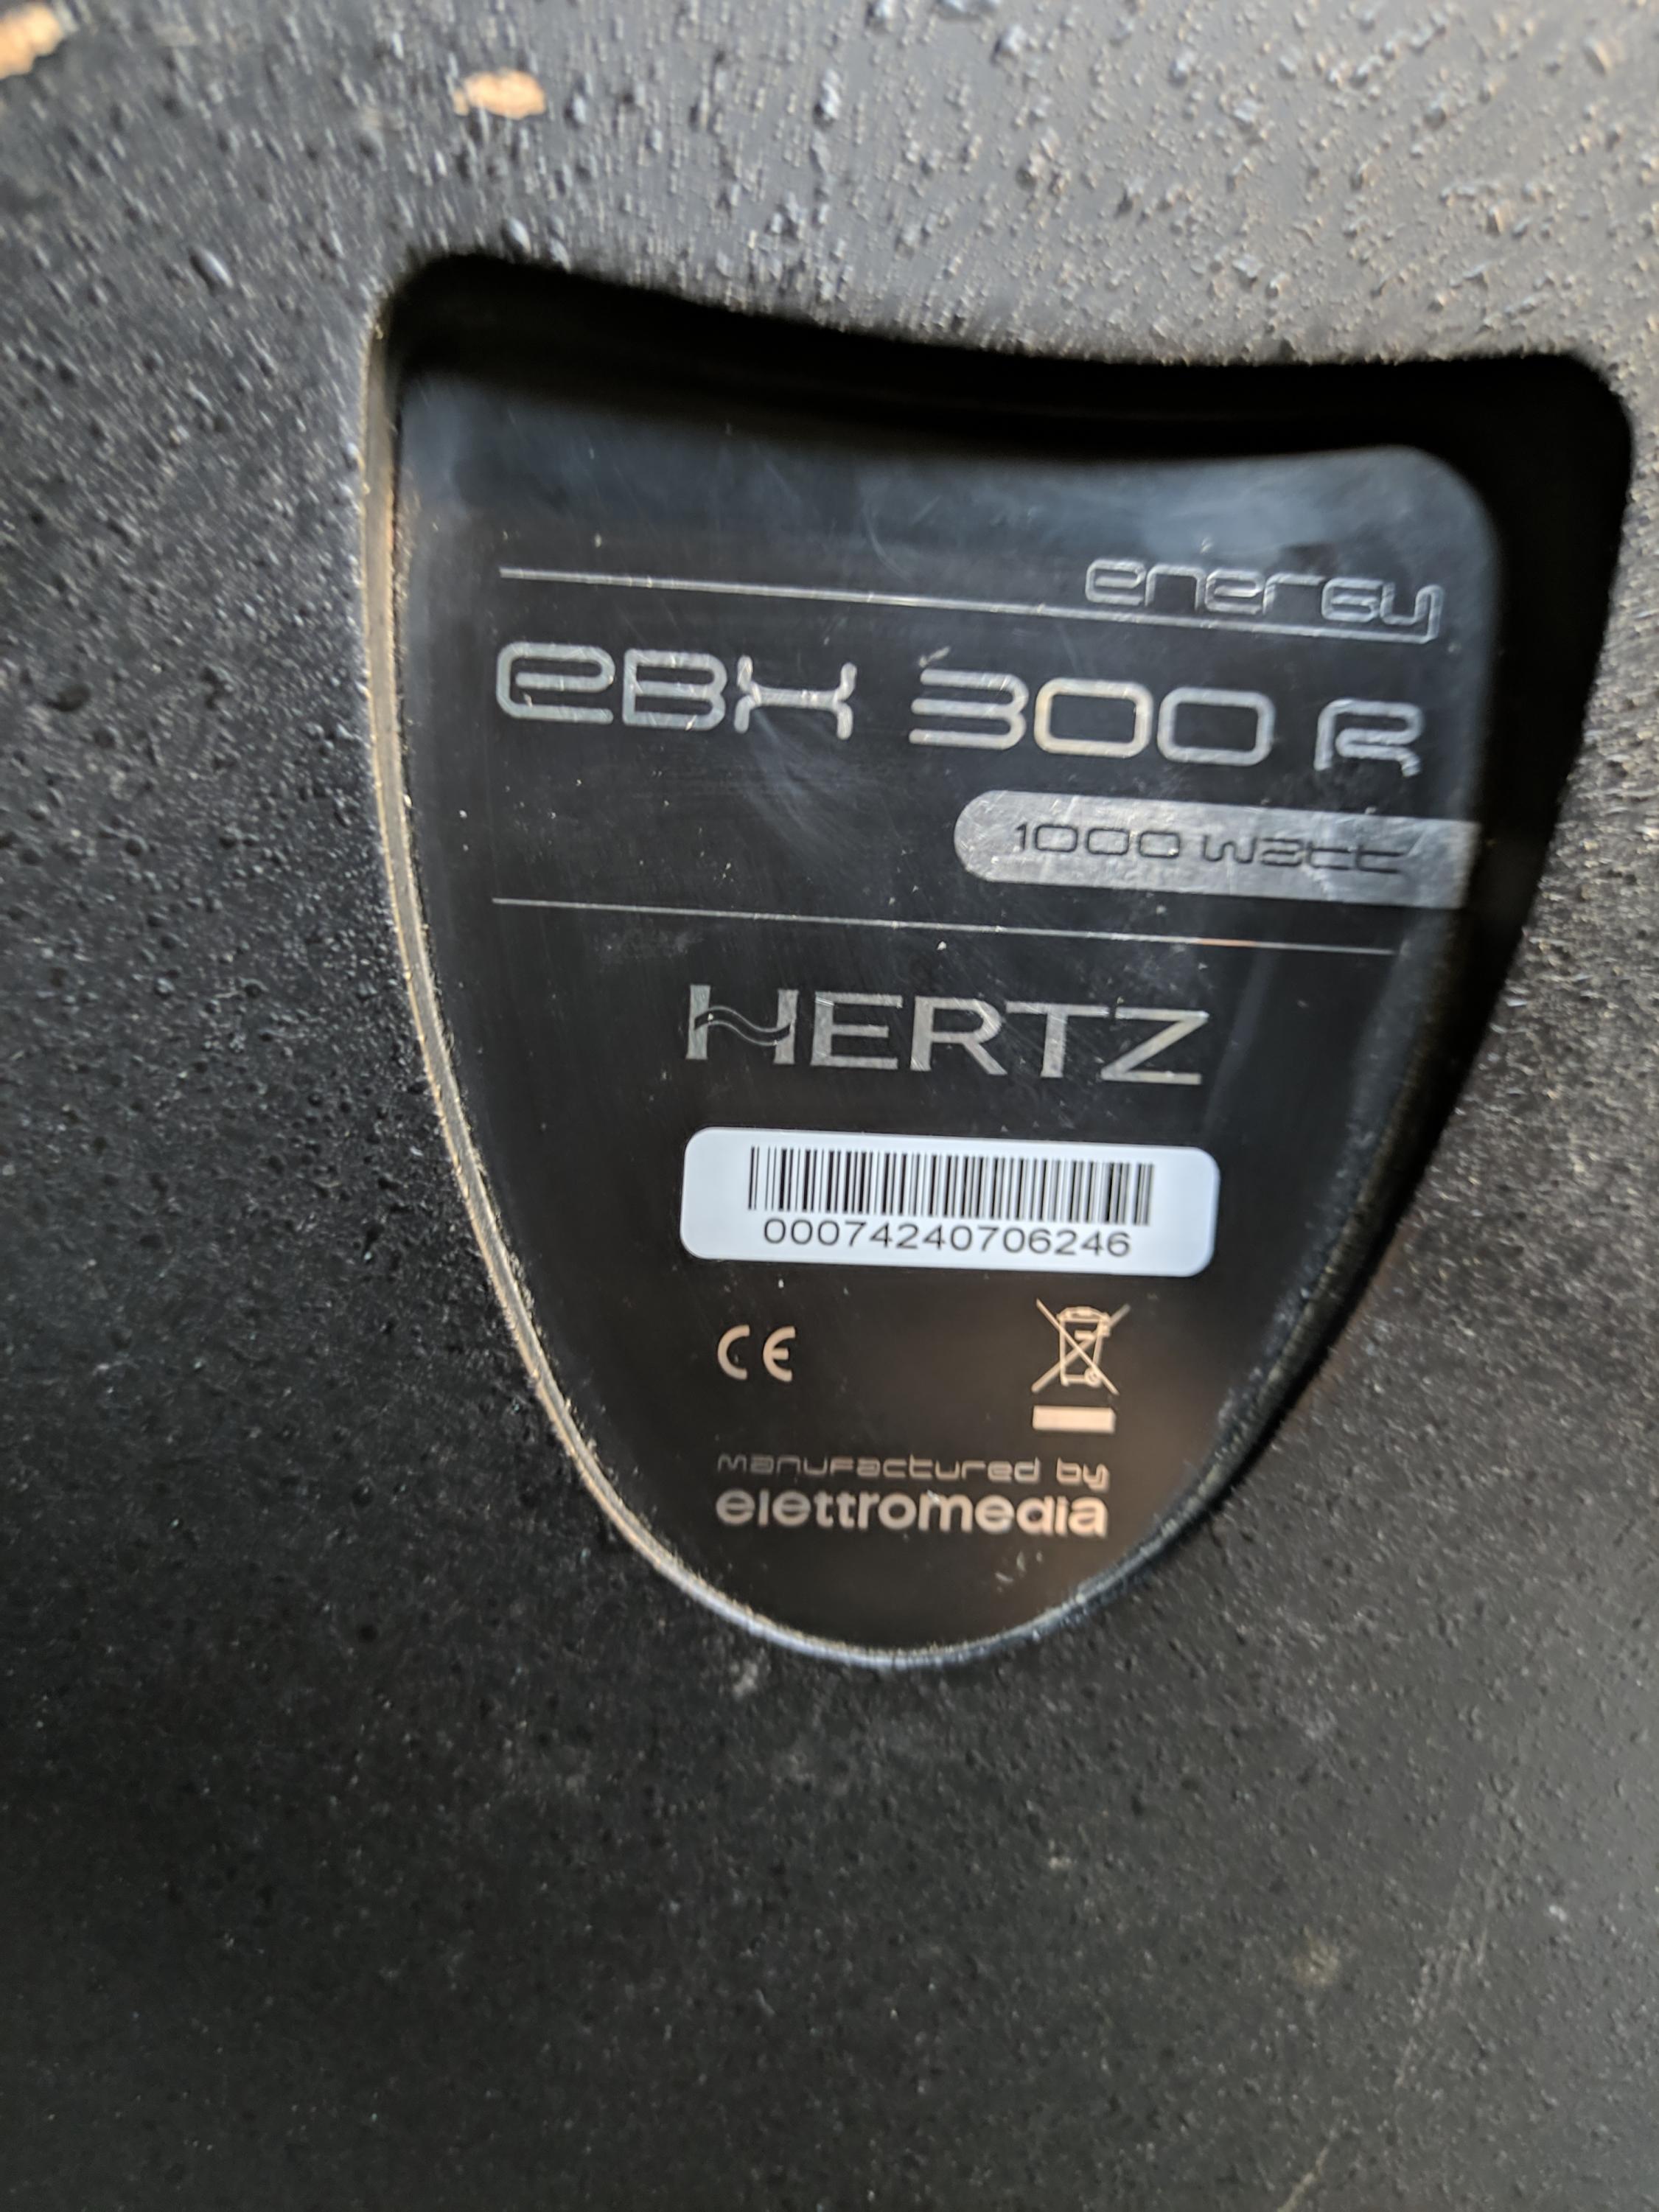 energy
eBX 300 R
1000 watt
HERTZ
00074240706246
CE
manufactured by
elettromedia